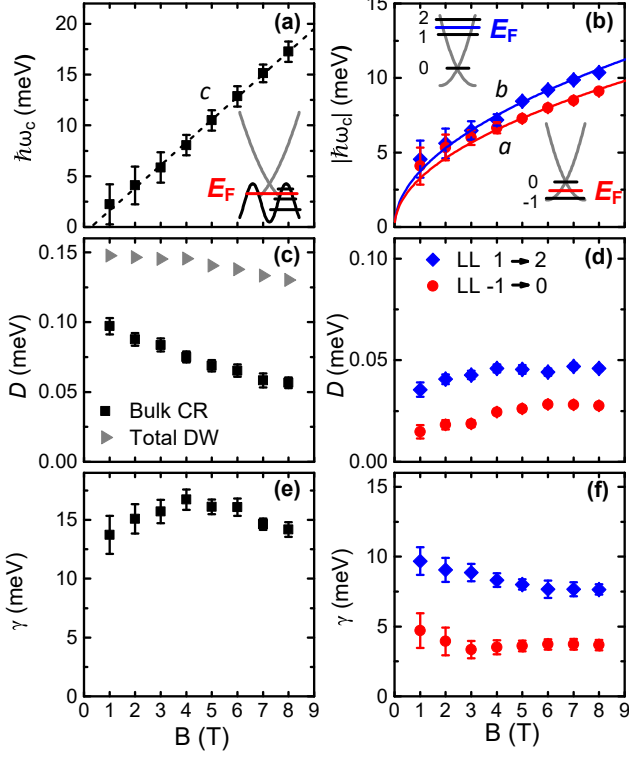 (a)
ħω_c (meV)
20
15
10
5
0
c
E_F
(b)
|ħω_c| (meV)
15
10
5
0
2
1
0
E_F
b
a
0
-1
E_F
(c)
D (meV)
0.15
0.10
0.05
0.00
Bulk CR
Total DW
(d)
D (meV)
0.10
0.05
0.00
LL 1 → 2
LL -1 → 0
(e)
γ (meV)
15
10
5
0
0 1 2 3 4 5 6 7 8 9
B (T)
(f)
γ (meV)
15
10
5
0
0 1 2 3 4 5 6 7 8 9
B (T)